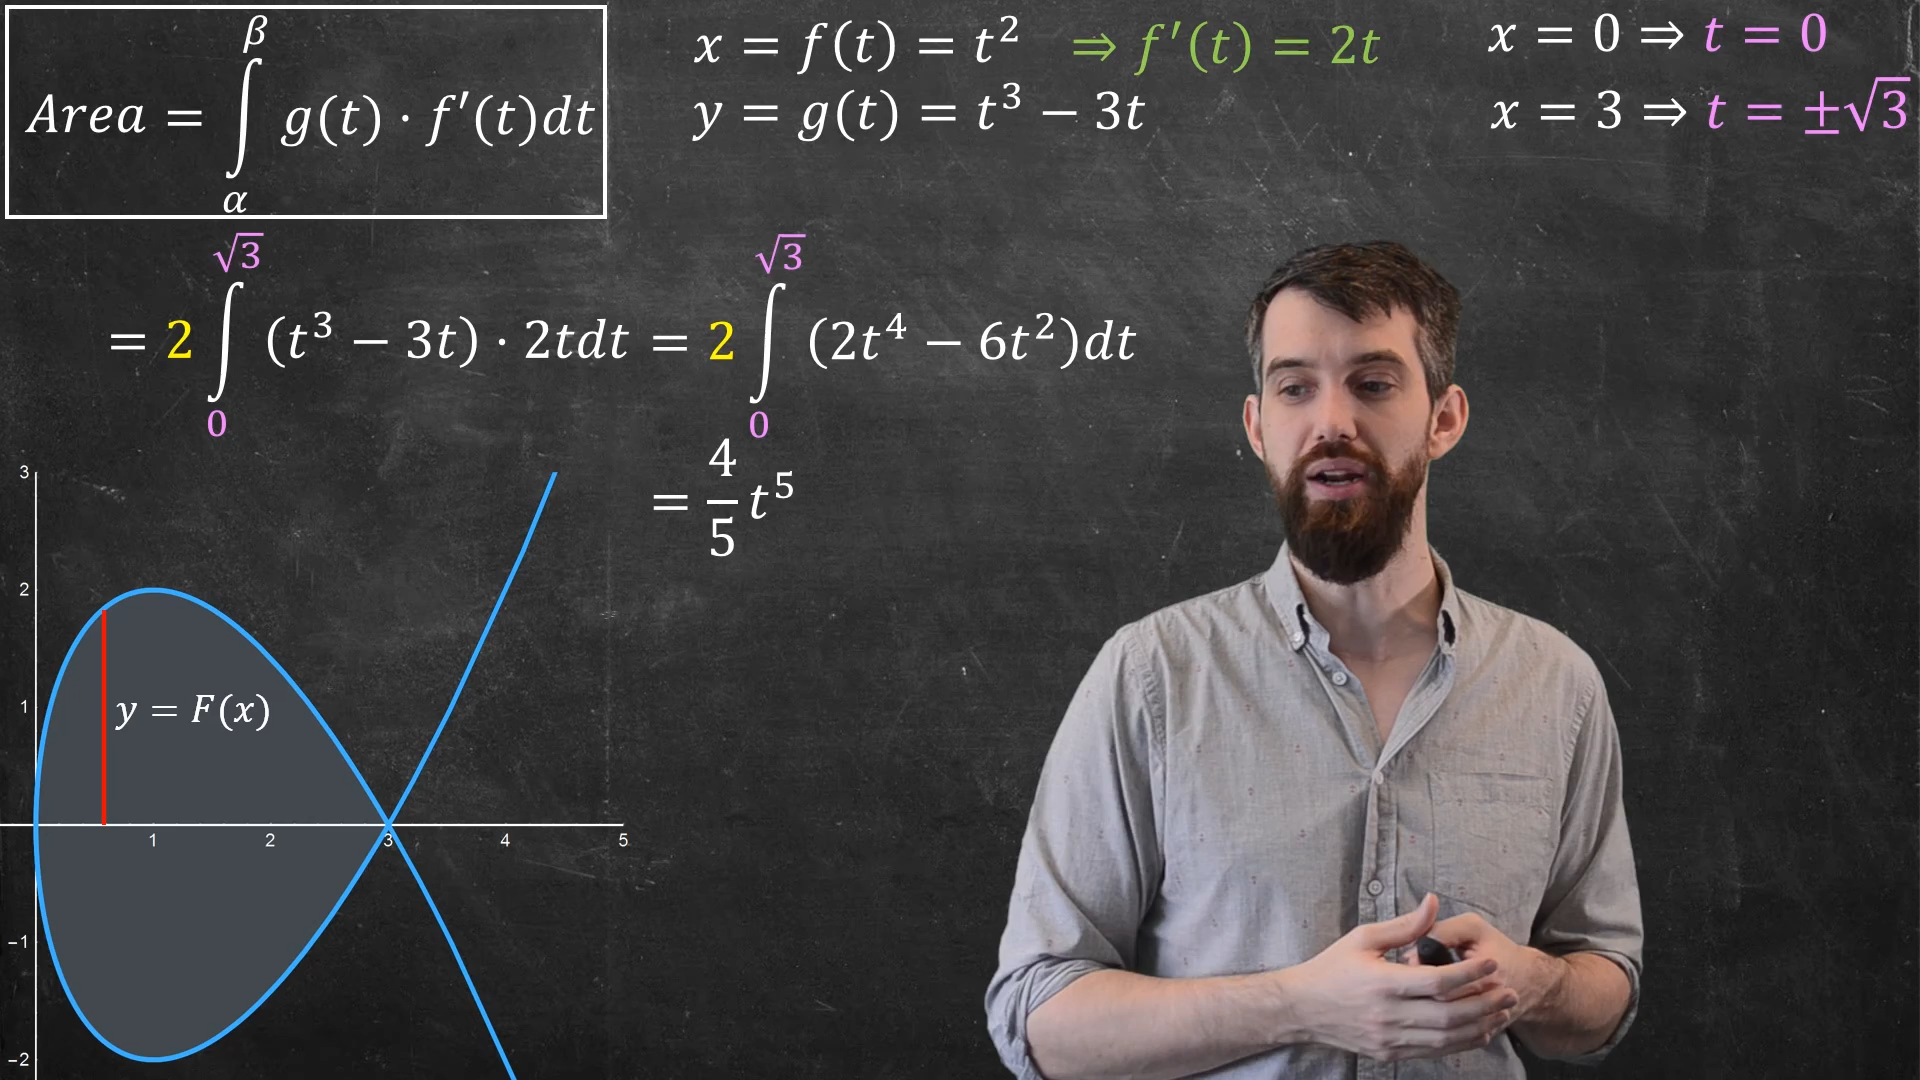 Area = ∫_α^β g(t) · f′(t)dt
x = f(t) = t² ⇒ f′(t) = 2t
y = g(t) = t³ − 3t
x = 0 ⇒ t = 0
x = 3 ⇒ t = ±√3
= 2 ∫_0^√3 (t³ − 3t) · 2tdt = 2 ∫_0^√3 (2t⁴ − 6t²)dt
= 4/5 t⁵
3
2
1
y = F(x)
1 2 3 4 5
−1
−2